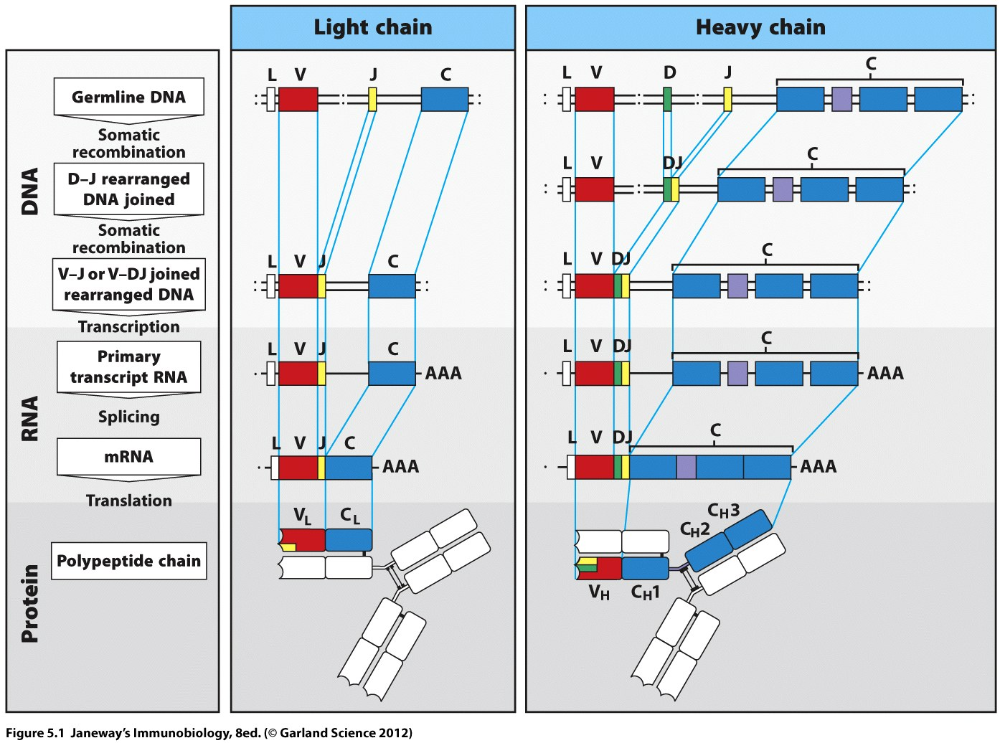 Light chain
Heavy chain
DNA
RNA
Protein
Germline DNA
Somatic
recombination
D–J rearranged
DNA joined
Somatic
recombination
V–J or V–DJ joined
rearranged DNA
Transcription
Primary
transcript RNA
Splicing
mRNA
Translation
Polypeptide chain
L V J C
L V J C
L V J C
AAA
L V J C
AAA
VL CL
L V D J C
L V DJ C
L V DJ C
L V DJ C
AAA
L V DJ C
AAA
CH3
CH2
VH CH1
Figure 5.1 Janeway’s Immunobiology, 8ed. (© Garland Science 2012)